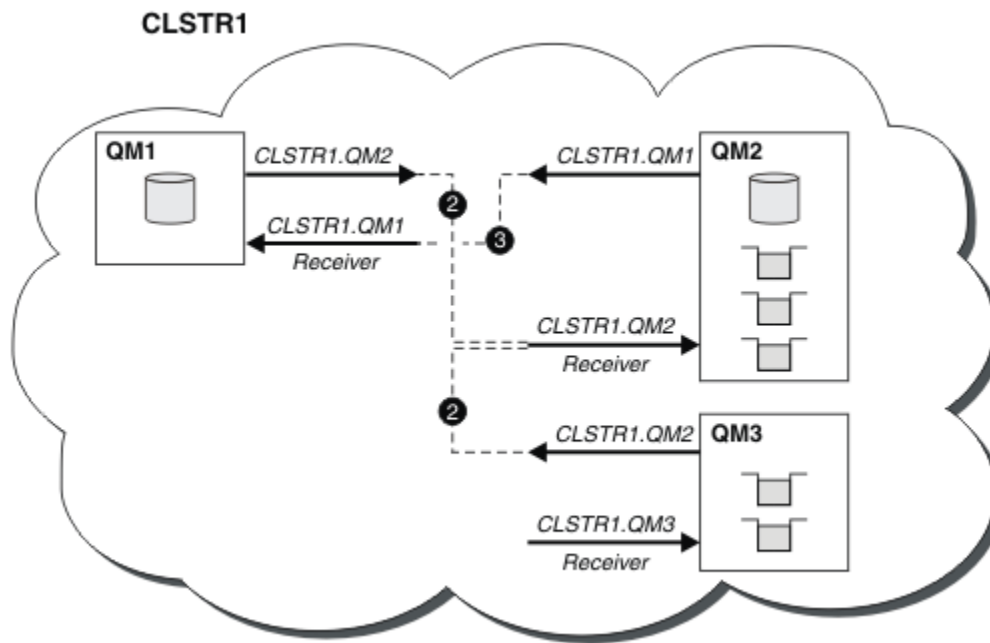 CLSTR1
QM1
CLSTR1.QM2
CLSTR1.QM1
QM2
2
CLSTR1.QM1
3
Receiver
CLSTR1.QM2
Receiver
2
CLSTR1.QM2
QM3
CLSTR1.QM3
Receiver